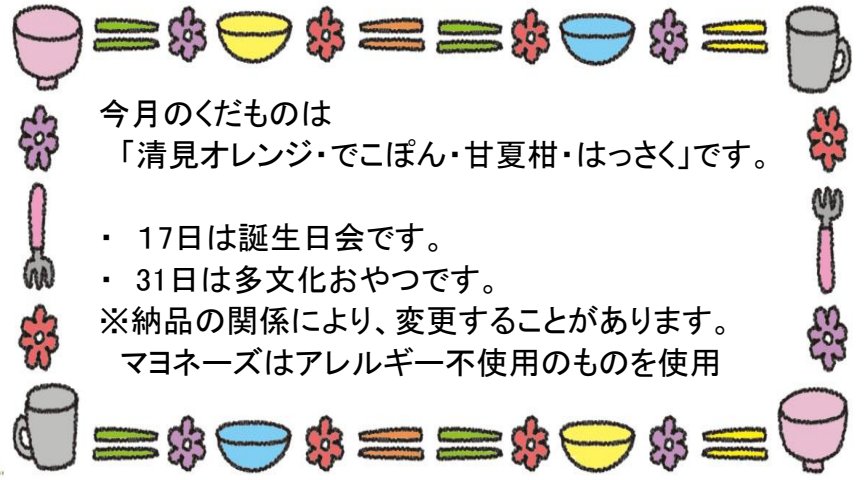 今月のくだものは
「清見オレンジ・でこぽん・甘夏柑・はっさく」です。
・ 17日は誕生日会です。
・ 31日は多文化おやつです。
※納品の関係により、変更することがあります。
マヨネーズはアレルギー不使用のものを使用